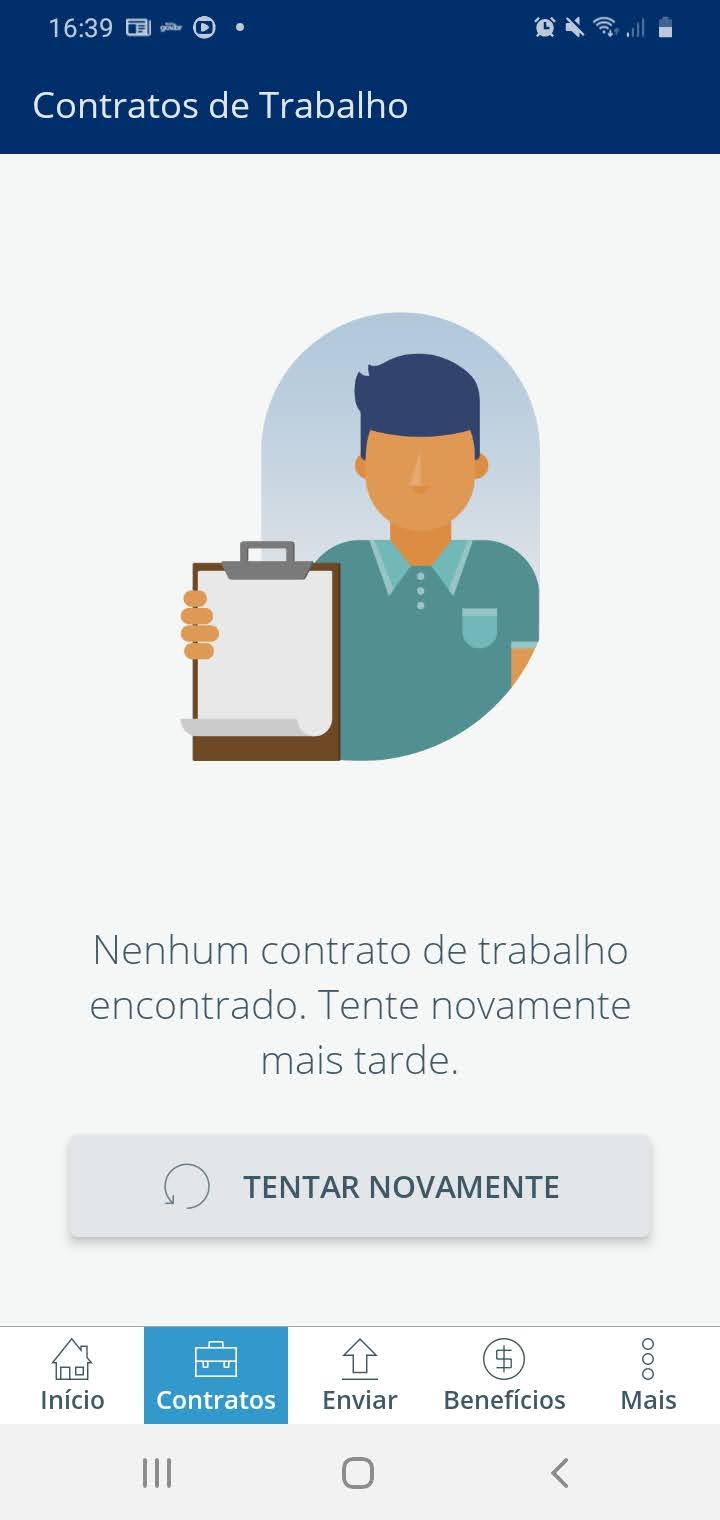 16:39
Contratos de Trabalho
Nenhum contrato de trabalho
encontrado. Tente novamente
mais tarde.
TENTAR NOVAMENTE
Início
Contratos
Enviar
Benefícios
Mais